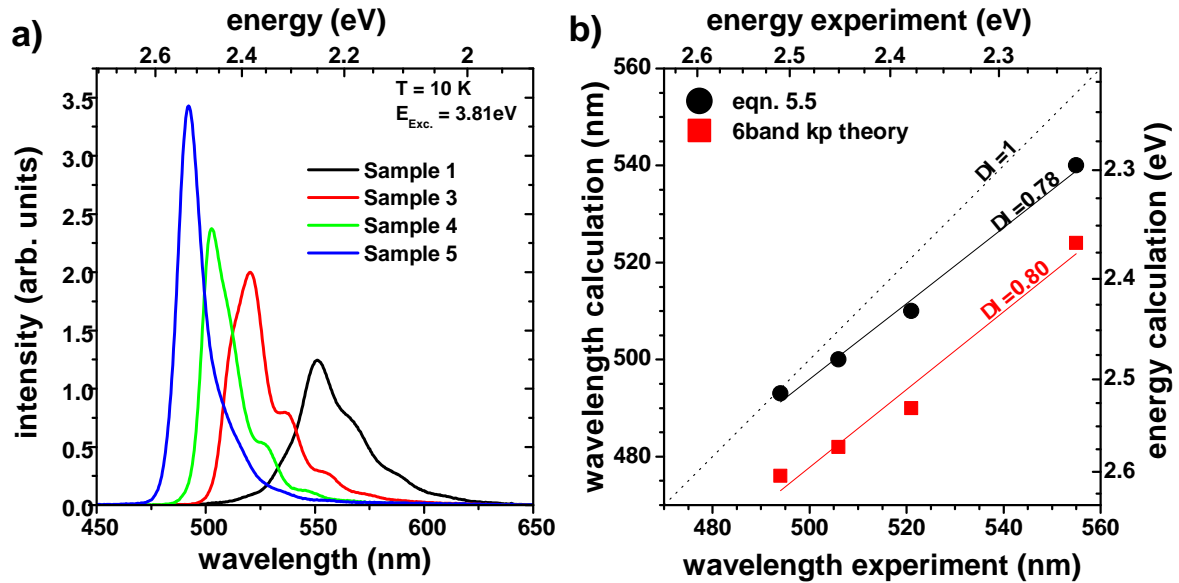 a)
energy (eV)
2.6 2.4 2.2 2
3.5
3.0
2.5
2.0
1.5
1.0
0.5
0.0
intensity (arb. units)
T = 10 K
E_Exc. = 3.81eV
Sample 1
Sample 3
Sample 4
Sample 5
450 500 550 600 650
wavelength (nm)
b)
energy experiment (eV)
2.6 2.5 2.4 2.3
560
540
520
500
480
wavelength calculation (nm)
eqn. 5.5
6band kp theory
DI=1
DI=0.78
DI=0.80
2.3
2.4
2.5
2.6
energy calculation (eV)
480 500 520 540 560
wavelength experiment (nm)